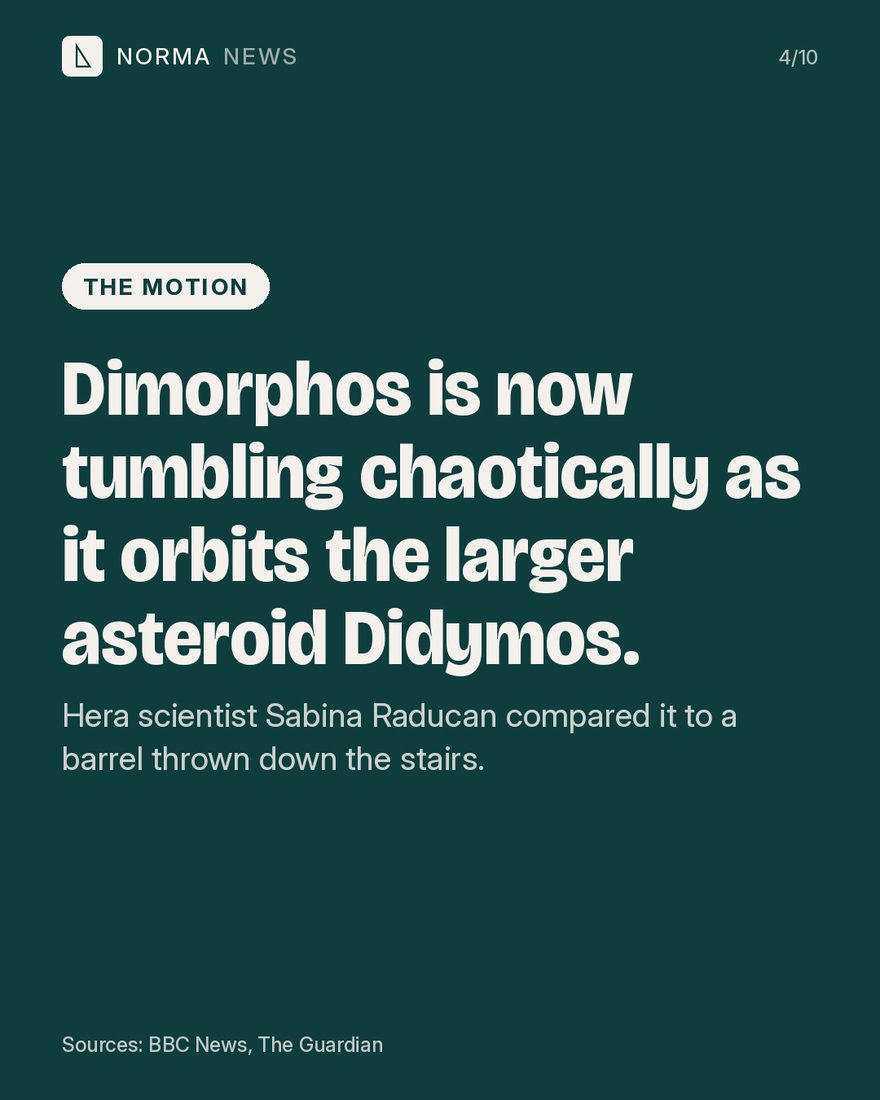 NORMA NEWS
4/10
THE MOTION
Dimorphos is now
tumbling chaotically as
it orbits the larger
asteroid Didymos.
Hera scientist Sabina Raducan compared it to a
barrel thrown down the stairs.
Sources: BBC News, The Guardian